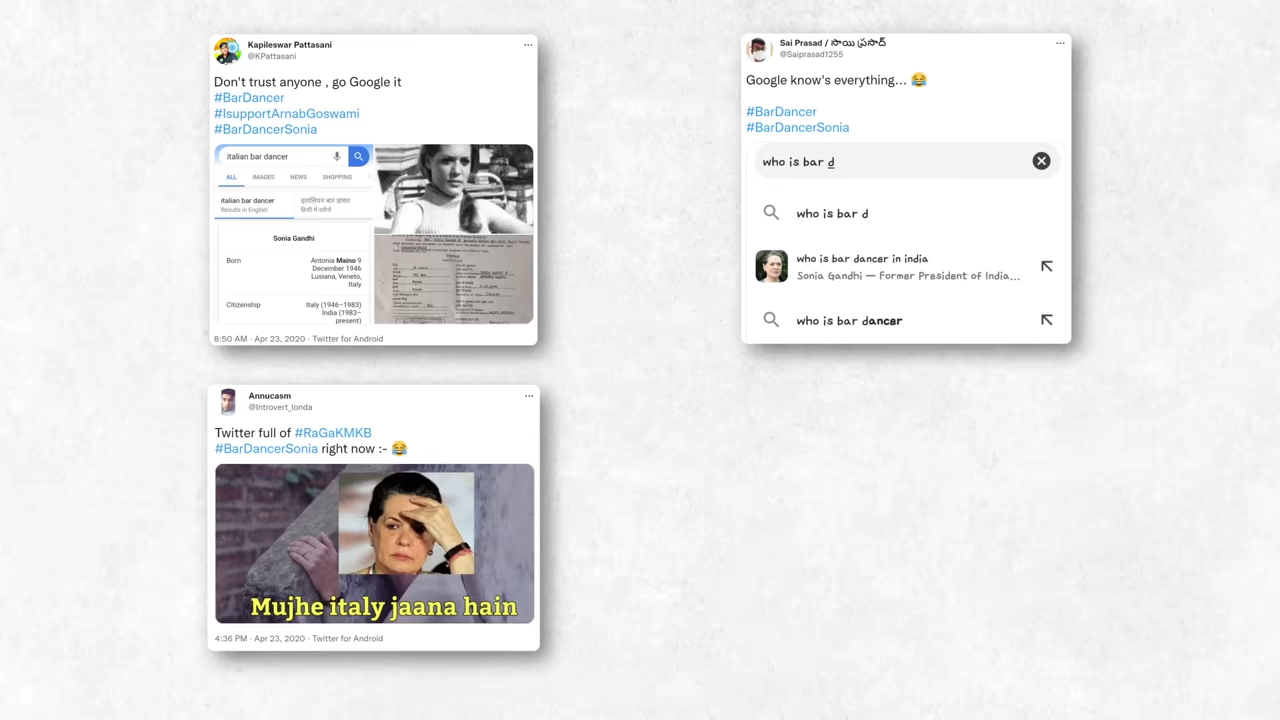 Kapileswar Pattasani
@KPattasani
Don't trust anyone , go Google it
#BarDancer
#IsupportArnabGoswami
#BarDancerSonia
italian bar dancer
ALL IMAGES NEWS SHOPPING
italian bar dancer
Results in English
इतालियन बार डांसर
हिन्दी में नतीजे
Sonia Gandhi
Born
Antonia Maino 9
December 1946
Lusiana, Veneto,
Italy
Citizenship
Italy (1946–1983)
India (1983–
present)
8:50 AM · Apr 23, 2020 · Twitter for Android
Sai Prasad / సాయి ప్రసాద్
@Saiprasad1255
Google know's everything... 😂
#BarDancer
#BarDancerSonia
who is bar d
who is bar d
who is bar dancer in india
Sonia Gandhi — Former President of India...
who is bar dancer
Annucasm
@Introvert_londa
Twitter full of #RaGaKMKB
#BarDancerSonia right now :- 😂
Mujhe italy jaana hain
4:36 PM · Apr 23, 2020 · Twitter for Android